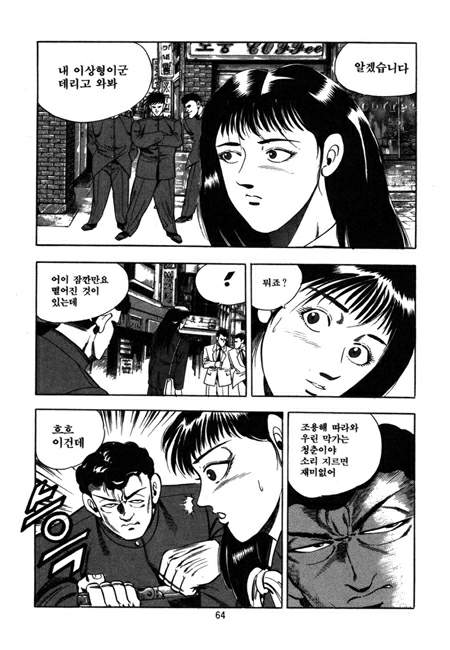 내 이상형이군
데리고 와봐
알겠습니다
COFFee
어이 잠깐만요
떨어진 것이
있는데
!
뭐죠?
흐흐
이건데
조용해 따라와
우린 막가는
청춘이야
소리 지르면
재미없어
64